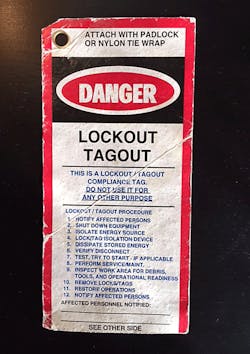 ATTACH WITH PADLOCK
OR NYLON TIE WRAP
DANGER
LOCKOUT
TAGOUT
THIS IS A LOCKOUT / TAGOUT
COMPLIANCE TAG.
DO NOT USE IT FOR
ANY OTHER PURPOSE
LOCKOUT / TAGOUT PROCEDURE
1. NOTIFY AFFECTED PERSONS
2. SHUT DOWN EQUIPMENT
3. ISOLATE ENERGY SOURCE
4. LOCK/TAG ISOLATION DEVICE
5. DISSIPATE STORED ENERGY
6. VERIFY DISCONNECT
7. TEST, TRY TO START - IF APPLICABLE
8. PERFORM SERVICE/MAINT.
9. INSPECT WORK AREA FOR DEBRIS,
TOOLS, AND OPERATIONAL READINESS
10. REMOVE LOCKS/TAGS
11. RESTORE OPERATIONS
12. NOTIFY AFFECTED PERSONS
AFFECTED PERSONNEL NOTIFIED:
SEE OTHER SIDE